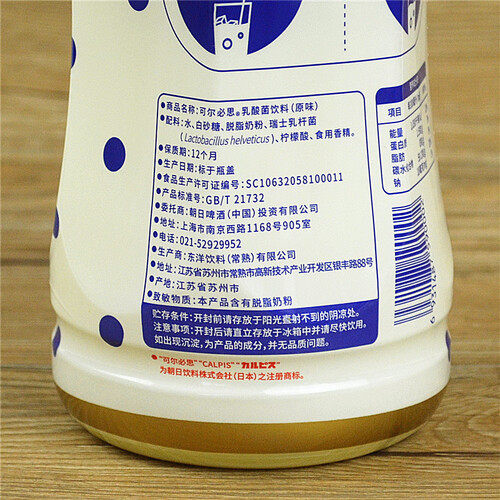 商品名称:可尔必思®乳酸菌饮料(原味)
配料:水、白砂糖、脱脂奶粉、瑞士乳杆菌
(Lactobacillus helveticus)、柠檬酸、食用香精。
保质期:12个月
生产日期:标于瓶盖
食品生产许可证编号:SC10632058100011
产品标准号:GB/T 21732
委托商:朝日啤酒(中国)投资有限公司
地址:上海市南京西路1168号905室
电话:021-52929952
生产商:东洋饮料(常熟)有限公司
地址:江苏省苏州市常熟市高新技术产业开发区银丰路88号
产地:江苏省苏州市
致敏物质:本产品含有脱脂奶粉
贮存条件:开封前请存放于阳光直射不到的阴凉处。
注意事项:开封后请直立存放于冰箱中并请尽快饮用。
如出现沉淀,为产品的成分,并无品质问题。
"可尔必思""CALPIS""カルピス"
为朝日饮料株式会社(日本)之注册商标。
项目
能量
蛋白质
脂肪
碳水化合物
钠